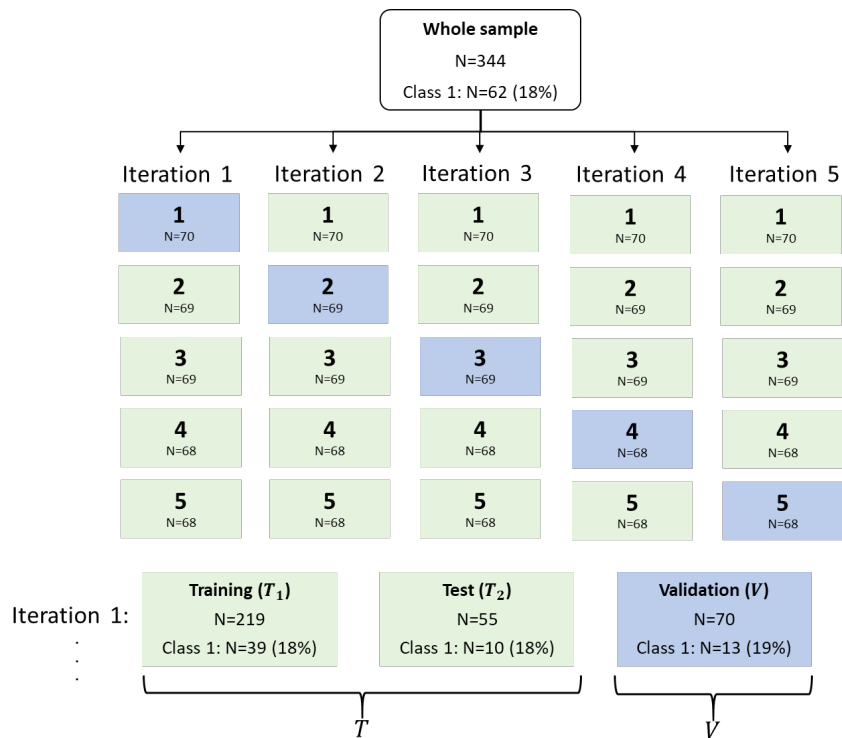 Whole sample
N=344
Class 1: N=62 (18%)
Iteration 1 Iteration 2 Iteration 3 Iteration 4 Iteration 5
1 1 1 1 1
N=70 N=70 N=70 N=70 N=70
2 2 2 2 2
N=69 N=69 N=69 N=69 N=69
3 3 3 3 3
N=69 N=69 N=69 N=69 N=69
4 4 4 4 4
N=68 N=68 N=68 N=68 N=68
5 5 5 5 5
N=68 N=68 N=68 N=68 N=68
Iteration 1:
.
.
.
Training (T₁)
N=219
Class 1: N=39 (18%)
Test (T₂)
N=55
Class 1: N=10 (18%)
Validation (V)
N=70
Class 1: N=13 (19%)
T
V